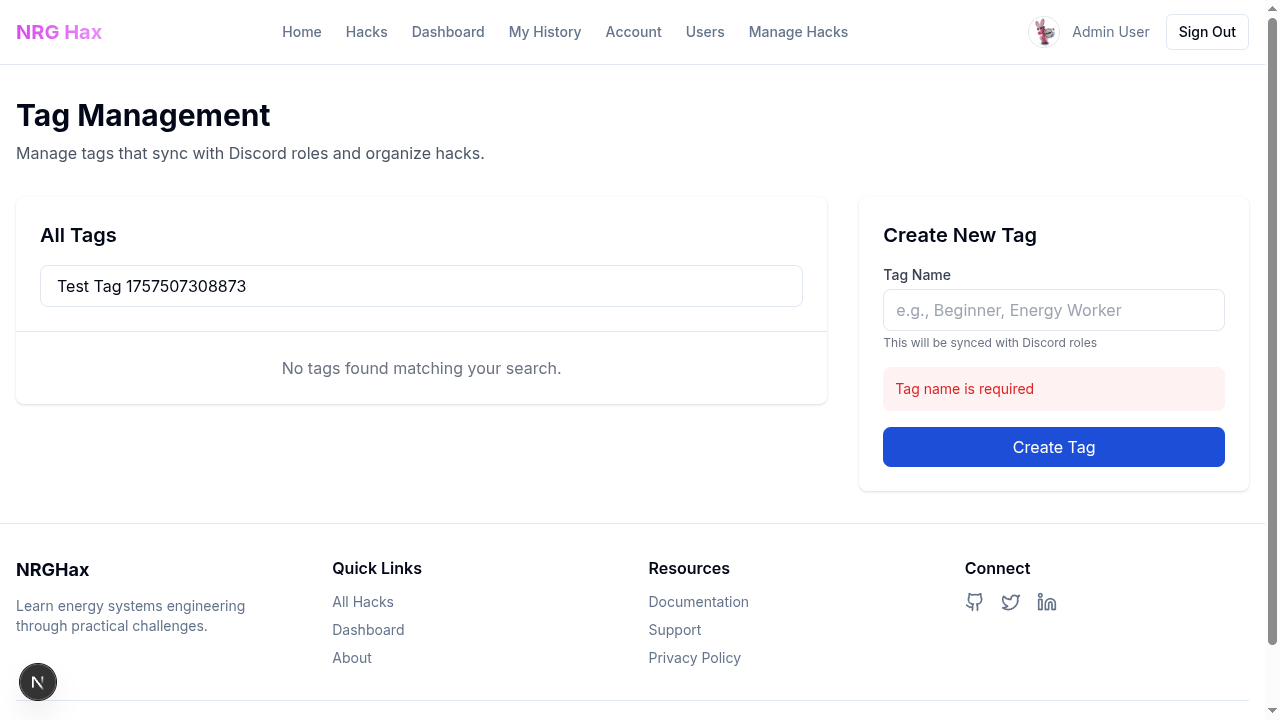 NRG Hax
Home
Hacks
Dashboard
My History
Account
Users
Manage Hacks
Admin User
Sign Out
Tag Management
Manage tags that sync with Discord roles and organize hacks.
All Tags
Test Tag 1757507308873
No tags found matching your search.
Create New Tag
Tag Name
e.g., Beginner, Energy Worker
This will be synced with Discord roles
Tag name is required
Create Tag
NRGHax
Learn energy systems engineering
through practical challenges.
Quick Links
All Hacks
Dashboard
About
Resources
Documentation
Support
Privacy Policy
Connect
N